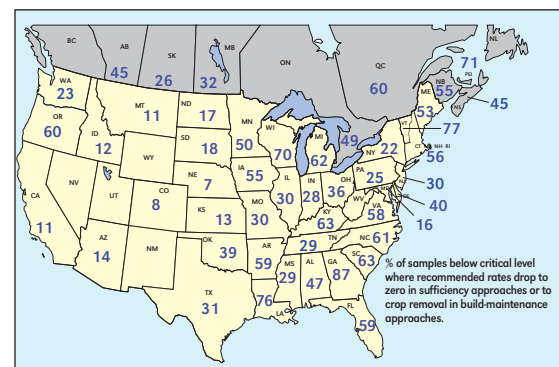 BC
AB
45
SK
26
MB
32
ON
49
QC
60
NL
71
PEI
NB
55
NS
45
WA
23
OR
60
ID
12
MT
11
ND
17
SD
18
WY
NE
7
MN
50
WI
70
MI
62
IA
55
ME
53
VT
77
NH
RI
CT
56
NY
22
PA
25
NJ
30
40
16
CA
11
NV
UT
CO
8
KS
13
MO
30
IL
30
IN
28
OH
36
WV
VA
58
KY
63
TN
29
NC
61
SC
63
AZ
14
NM
OK
39
AR
59
MS
29
AL
47
GA
87
TX
31
LA
76
FL
59
% of samples below critical level
where recommended rates drop to
zero in sufficiency approaches or to
crop removal in build-maintenance
approaches.